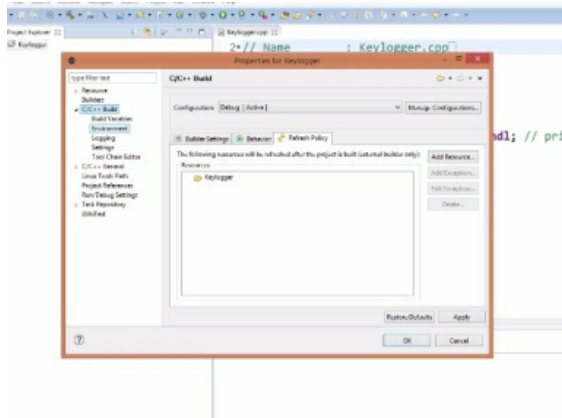 Project Explorer
Keylogger.cpp
Keylogger
2 // Name : Keylogger.cpp
Properties for Keylogger
type filter text
C/C++ Build
Resource
Builders
C/C++ Build
Build Variables
Environment
Logging
Settings
Tool Chain Editor
C/C++ General
Linux Tools Path
Project References
Run/Debug Settings
Task Repository
WikiText
Configuration: Debug [ Active ]
Manage Configurations...
Builder Settings
Behavior
Refresh Policy
The following resources will be refreshed after the project is built (external builder only):
Resources
Keylogger
Add Resource...
Add Exception...
Edit Exception...
Delete...
ndl; // pri
Restore Defaults
Apply
OK
Cancel